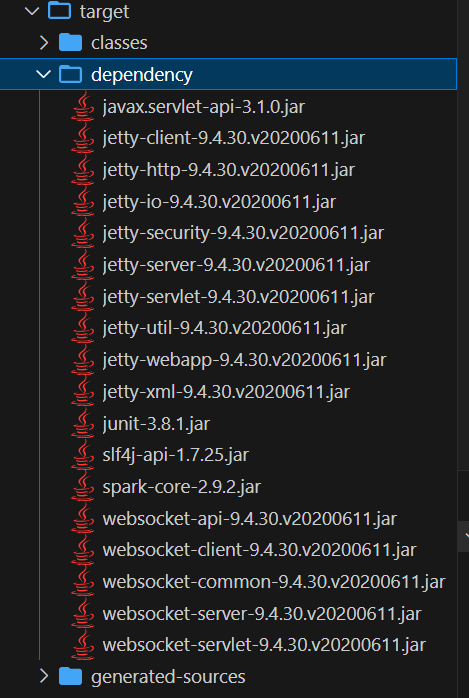 target
classes
dependency
javax.servlet-api-3.1.0.jar
jetty-client-9.4.30.v20200611.jar
jetty-http-9.4.30.v20200611.jar
jetty-io-9.4.30.v20200611.jar
jetty-security-9.4.30.v20200611.jar
jetty-server-9.4.30.v20200611.jar
jetty-servlet-9.4.30.v20200611.jar
jetty-util-9.4.30.v20200611.jar
jetty-webapp-9.4.30.v20200611.jar
jetty-xml-9.4.30.v20200611.jar
junit-3.8.1.jar
slf4j-api-1.7.25.jar
spark-core-2.9.2.jar
websocket-api-9.4.30.v20200611.jar
websocket-client-9.4.30.v20200611.jar
websocket-common-9.4.30.v20200611.jar
websocket-server-9.4.30.v20200611.jar
websocket-servlet-9.4.30.v20200611.jar
generated-sources